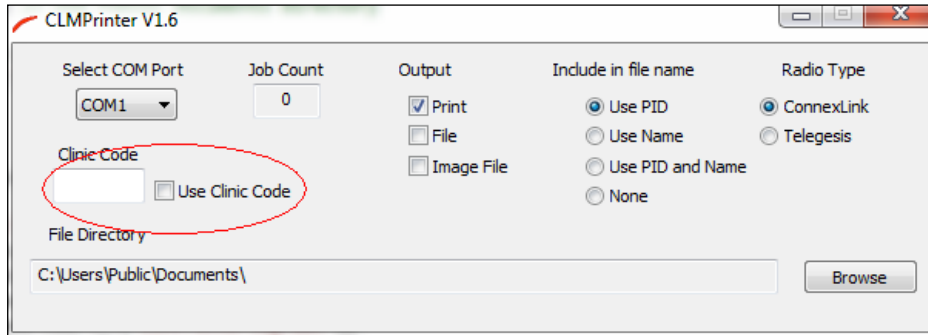 CLMPrinter V1.6
Select COM Port
Job Count
Output
Include in file name
Radio Type
COM1
0
Print
Use PID
ConnexLink
File
Use Name
Telegesis
Clinic Code
Image File
Use PID and Name
Use Clinic Code
None
File Directory
C:\Users\Public\Documents\
Browse